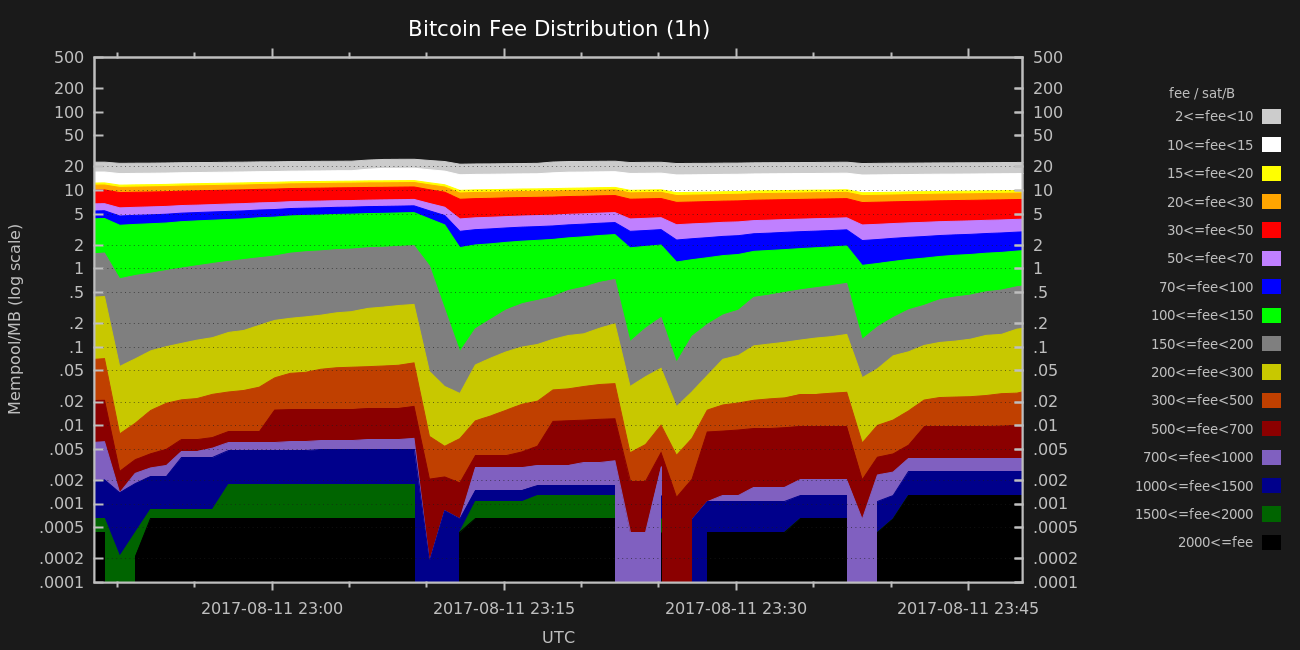 Bitcoin Fee Distribution (1h)
Mempool/MB (log scale)
500
200
100
50
20
10
5
2
1
.5
.2
.1
.05
.02
.01
.005
.002
.001
.0005
.0002
.0001
500
200
100
50
20
10
5
2
1
.5
.2
.1
.05
.02
.01
.005
.002
.001
.0005
.0002
.0001
2017-08-11 23:00
2017-08-11 23:15
2017-08-11 23:30
2017-08-11 23:45
UTC
fee / sat/B
2<=fee<10
10<=fee<15
15<=fee<20
20<=fee<30
30<=fee<50
50<=fee<70
70<=fee<100
100<=fee<150
150<=fee<200
200<=fee<300
300<=fee<500
500<=fee<700
700<=fee<1000
1000<=fee<1500
1500<=fee<2000
2000<=fee